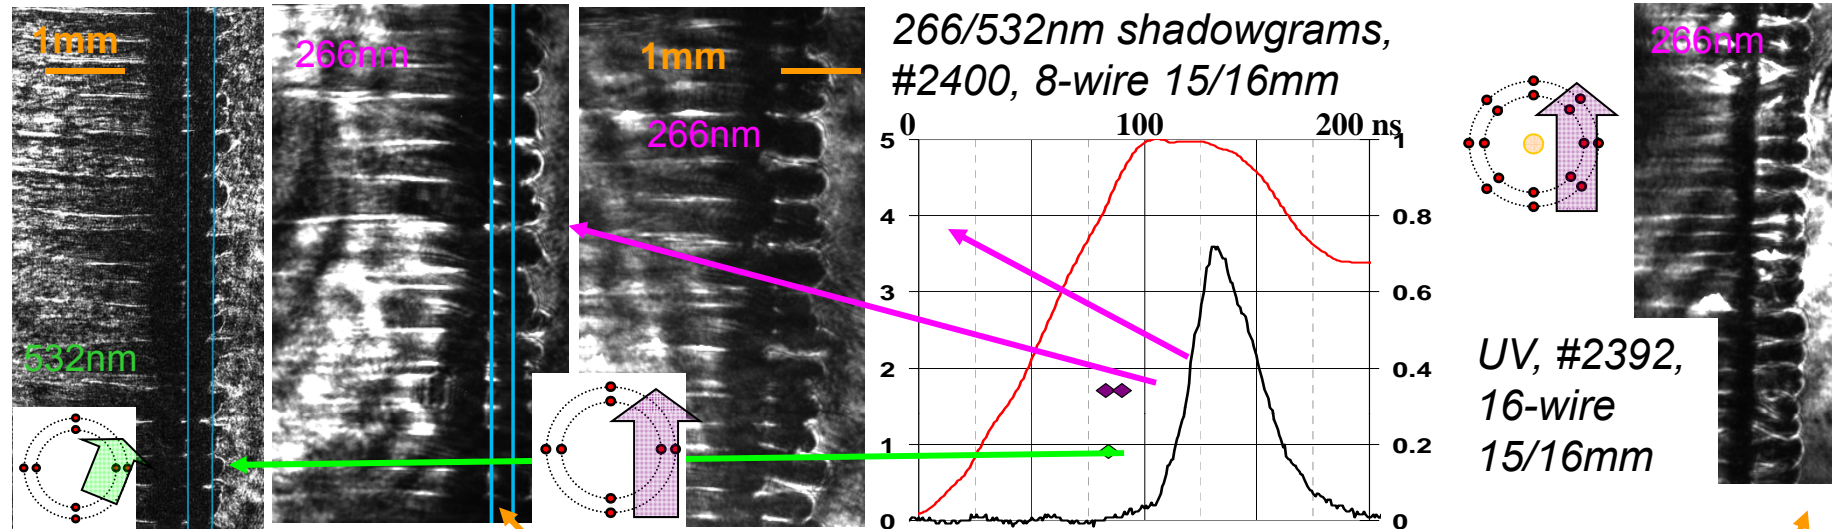 1mm
532nm
266nm
1mm
266nm
266/532nm shadowgrams,
#2400, 8-wire 15/16mm
0 100 200 ns
5 1
4 0.8
3 0.6
2 0.4
1 0.2
0 0
266nm
UV, #2392,
16-wire
15/16mm